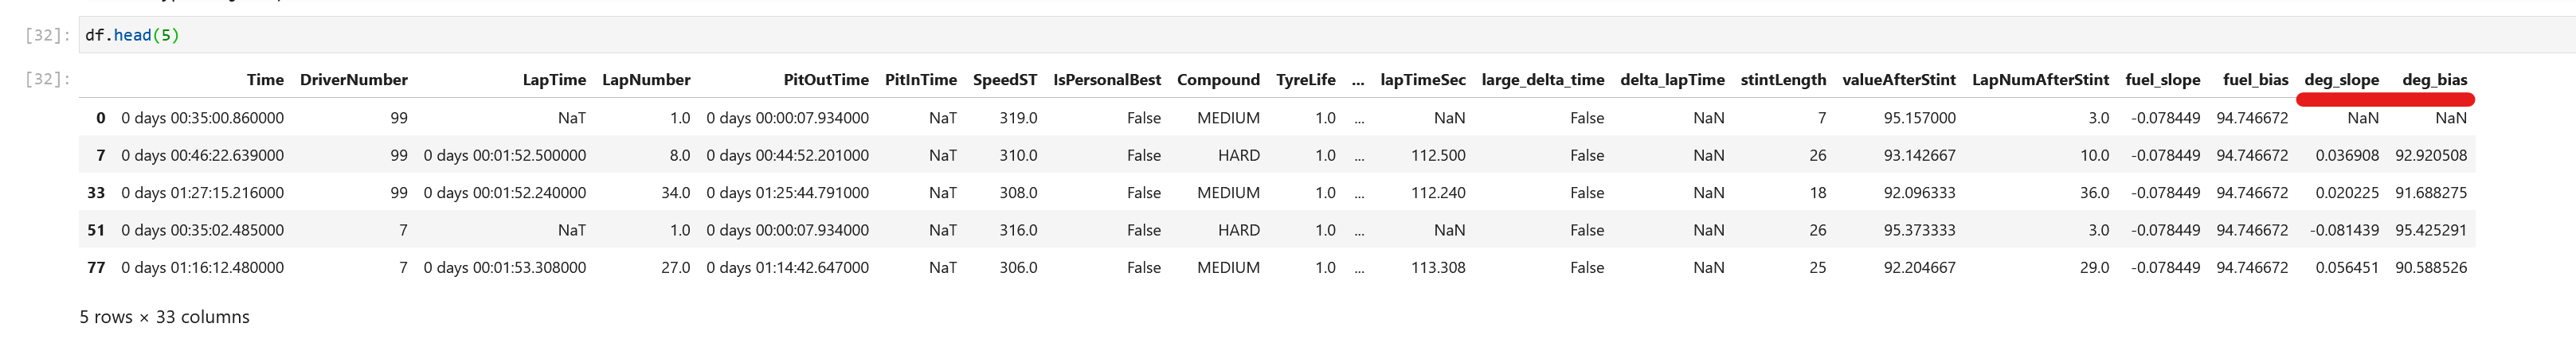 [32]: df.head(5)
[32]: Time DriverNumber LapTime LapNumber PitOutTime PitInTime SpeedST IsPersonalBest Compound TyreLife ... lapTimeSec large_delta_time delta_lapTime stintLength valueAfterStint LapNumAfterStint fuel_slope fuel_bias deg_slope deg_bias
0 0 days 00:35:00.860000 99 NaT 1.0 0 days 00:00:07.934000 NaT 319.0 False MEDIUM 1.0 ... NaN False NaN 7 95.157000 3.0 -0.078449 94.746672 NaN NaN
7 0 days 00:46:22.639000 99 0 days 00:01:52.500000 8.0 0 days 00:44:52.201000 NaT 310.0 False HARD 1.0 ... 112.500 False NaN 26 93.142667 10.0 -0.078449 94.746672 0.036908 92.920508
33 0 days 01:27:15.216000 99 0 days 00:01:52.240000 34.0 0 days 01:25:44.791000 NaT 308.0 False MEDIUM 1.0 ... 112.240 False NaN 18 92.096333 36.0 -0.078449 94.746672 0.020225 91.688275
51 0 days 00:35:02.485000 7 NaT 1.0 0 days 00:00:07.934000 NaT 316.0 False HARD 1.0 ... NaN False NaN 26 95.373333 3.0 -0.078449 94.746672 -0.081439 95.425291
77 0 days 01:16:12.480000 7 0 days 00:01:53.308000 27.0 0 days 01:14:42.647000 NaT 306.0 False MEDIUM 1.0 ... 113.308 False NaN 25 92.204667 29.0 -0.078449 94.746672 0.056451 90.588526
5 rows × 33 columns